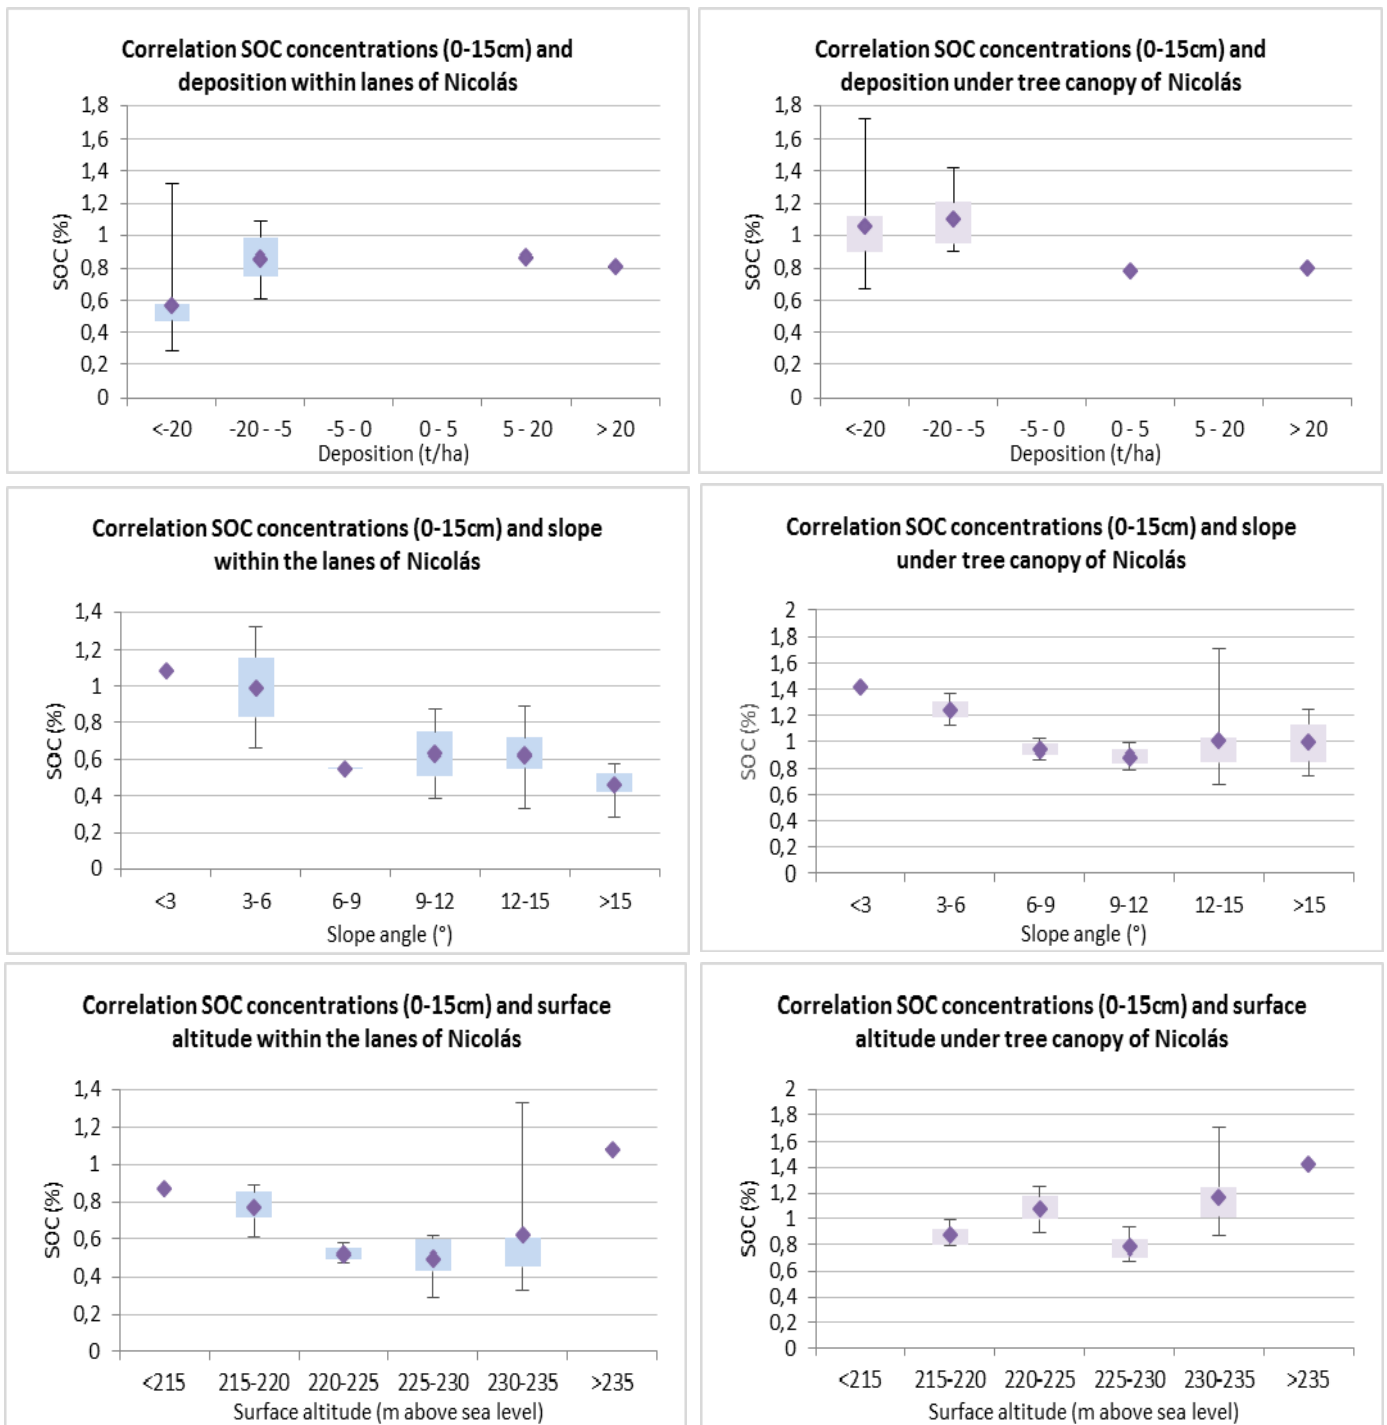 Correlation SOC concentrations (0-15cm) and
deposition within lanes of Nicolás
1,8
1,6
1,4
1,2
1
0,8
0,6
0,4
0,2
0
SOC (%)
<-20 -20 - -5 -5 - 0 0 - 5 5 - 20 > 20
Deposition (t/ha)
Correlation SOC concentrations (0-15cm) and
deposition under tree canopy of Nicolás
1,8
1,6
1,4
1,2
1
0,8
0,6
0,4
0,2
0
SOC (%)
<-20 -20 - -5 -5 - 0 0 - 5 5 - 20 > 20
Deposition (t/ha)
Correlation SOC concentrations (0-15cm) and slope
within the lanes of Nicolás
1,4
1,2
1
0,8
0,6
0,4
0,2
0
SOC (%)
<3 3-6 6-9 9-12 12-15 >15
Slope angle (°)
Correlation SOC concentrations (0-15cm) and slope
under tree canopy of Nicolás
2
1,8
1,6
1,4
1,2
1
0,8
0,6
0,4
0,2
0
SOC (%)
<3 3-6 6-9 9-12 12-15 >15
Slope angle (°)
Correlation SOC concentrations (0-15cm) and surface
altitude within the lanes of Nicolás
1,4
1,2
1
0,8
0,6
0,4
0,2
0
SOC (%)
<215 215-220 220-225 225-230 230-235 >235
Surface altitude (m above sea level)
Correlation SOC concentrations (0-15cm) and surface
altitude under tree canopy of Nicolás
2
1,8
1,6
1,4
1,2
1
0,8
0,6
0,4
0,2
0
SOC (%)
<215 215-220 220-225 225-230 230-235 >235
Surface altitude (m above sea level)